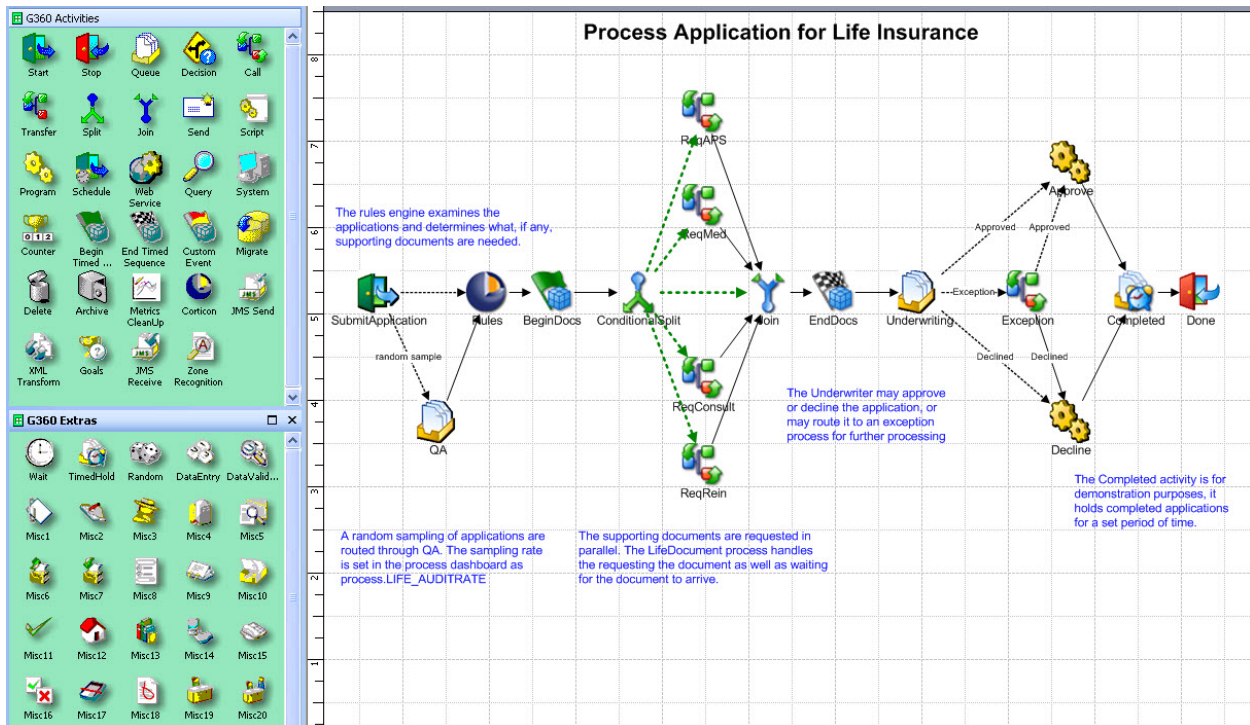 G360 Activities
Start
Stop
Queue
Decision
Call
Transfer
Split
Join
Send
Script
Program
Schedule
Web
Service
Query
System
Counter
Begin
Timed ...
End Timed
Sequence
Custom
Event
Migrate
Delete
Archive
Metrics
CleanUp
Corticon
JMS Send
XML
Transform
Goals
JMS
Receive
Zone
Recognition
G360 Extras
Wait
TimedHold
Random
DataEntry
DataValid...
Misc1
Misc2
Misc3
Misc4
Misc5
Misc6
Misc7
Misc8
Misc9
Misc10
Misc11
Misc12
Misc13
Misc14
Misc15
Misc16
Misc17
Misc18
Misc19
Misc20
8
7
6
5
4
3
2
1
Process Application for Life Insurance
ReqAPS
The rules engine examines the
applications and determines what, if any,
supporting documents are needed.
ReqMed
Approve
Approved
Approved
SubmitApplication
Rules
BeginDocs
ConditionalSplit
Join
EndDocs
Underwriting
Exception
Exception
Completed
Done
random sample
Declined
Declined
QA
ReqConsult
ReqRein
The Underwriter may approve
or decline the application, or
may route it to an exception
process for further processing
Decline
The Completed activity is for
demonstration purposes, it
holds completed applications
for a set period of time.
A random sampling of applications are
routed through QA. The sampling rate
is set in the process dashboard as
process.LIFE_AUDITRATE
The supporting documents are requested in
parallel. The LifeDocument process handles
the requesting the document as well as waiting
for the document to arrive.